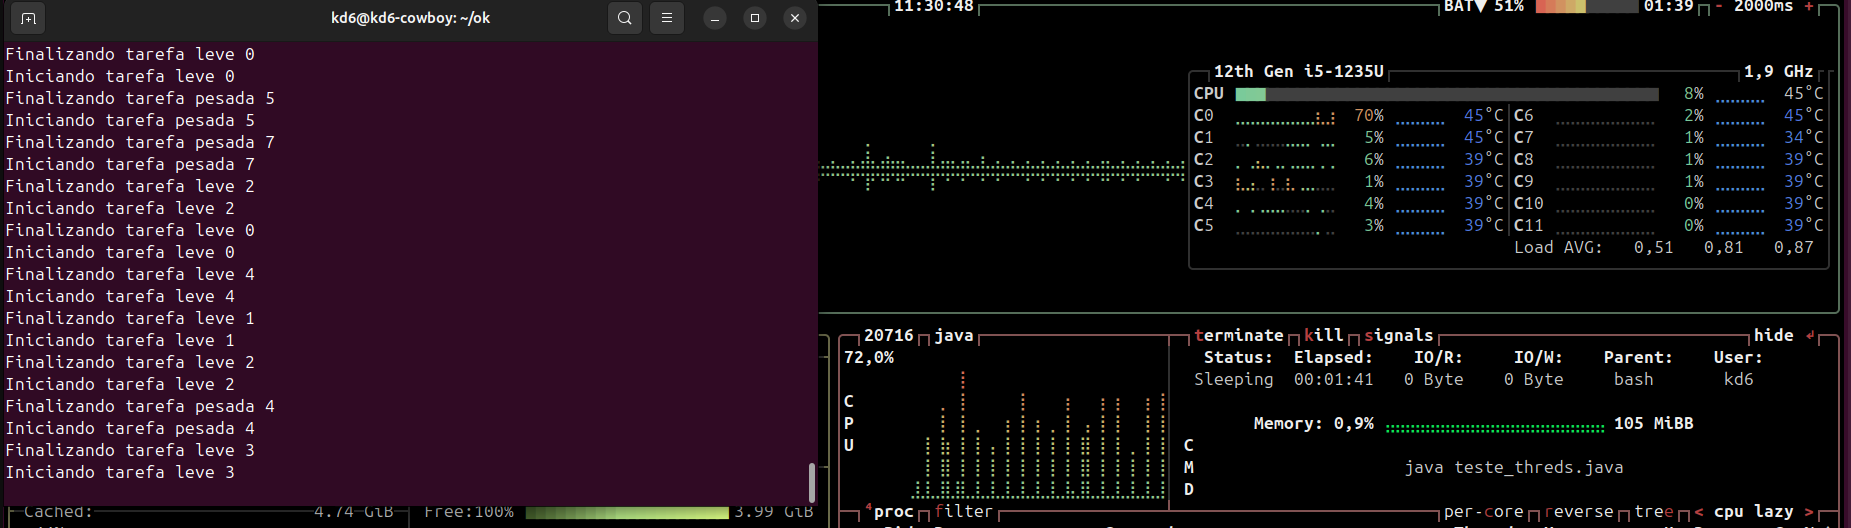 kd6@kd6-cowboy: ~/ok
Finalizando tarefa leve 0
Iniciando tarefa leve 0
Finalizando tarefa pesada 5
Iniciando tarefa pesada 5
Finalizando tarefa pesada 7
Iniciando tarefa pesada 7
Finalizando tarefa leve 2
Iniciando tarefa leve 2
Finalizando tarefa leve 0
Iniciando tarefa leve 0
Finalizando tarefa leve 4
Iniciando tarefa leve 4
Finalizando tarefa leve 1
Iniciando tarefa leve 1
Finalizando tarefa leve 2
Iniciando tarefa leve 2
Finalizando tarefa pesada 4
Iniciando tarefa pesada 4
Finalizando tarefa leve 3
Iniciando tarefa leve 3
Cached: 4.74 GiB Free:100% 3.99 GiB
11:30:48 BAT▼ 51% 01:39 - 2000ms +
12th Gen i5-1235U 1,9 GHz
CPU 8% 45°C
C0 70% 45°C C6 2% 45°C
C1 5% 45°C C7 1% 34°C
C2 6% 39°C C8 1% 39°C
C3 1% 39°C C9 1% 39°C
C4 4% 39°C C10 0% 39°C
C5 3% 39°C C11 0% 39°C
Load AVG: 0,51 0,81 0,87
20716 java terminate kill signals hide ↲
72,0% Status: Elapsed: IO/R: IO/W: Parent: User:
Sleeping 00:01:41 0 Byte 0 Byte bash kd6
CPU
Memory: 0,9% 105 MiBB
CMD
java teste_threds.java
4proc filter per-core reverse tree < cpu lazy >